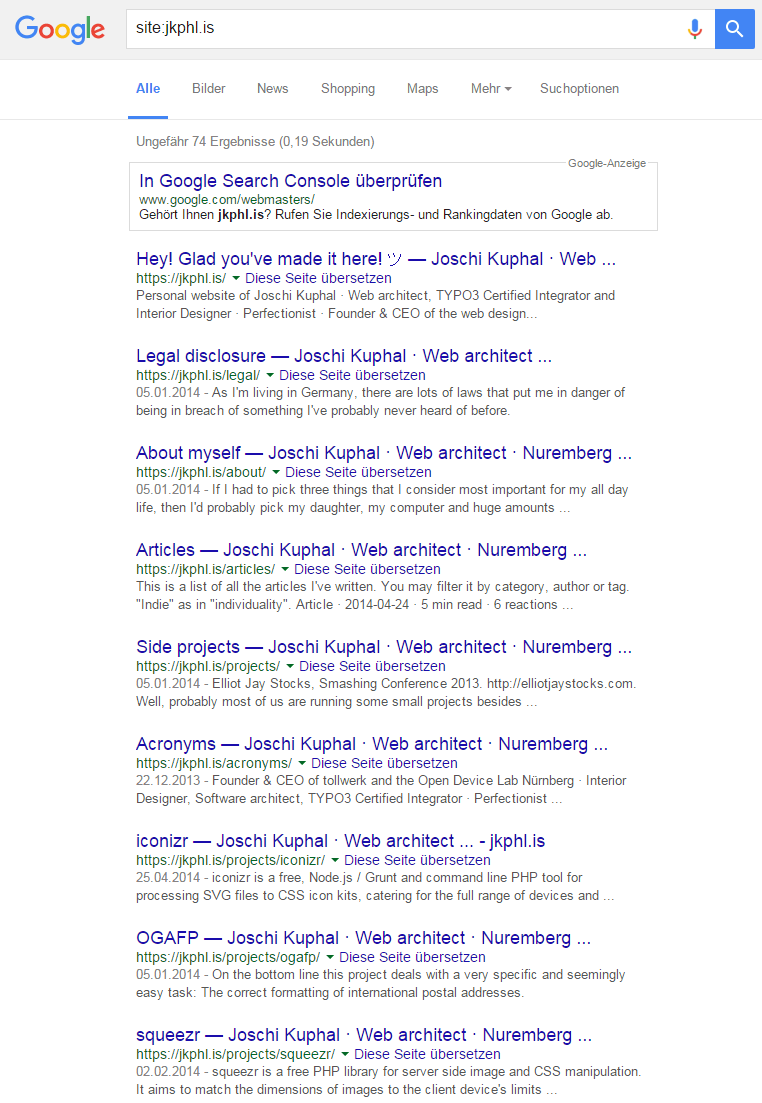 Google
site:jkphl.is
Alle Bilder News Shopping Maps Mehr Suchoptionen
Ungefähr 74 Ergebnisse (0,19 Sekunden)
Google-Anzeige
In Google Search Console überprüfen
www.google.com/webmasters/
Gehört Ihnen jkphl.is? Rufen Sie Indexierungs- und Rankingdaten von Google ab.
Hey! Glad you've made it here! ツ — Joschi Kuphal · Web ...
https://jkphl.is/ Diese Seite übersetzen
Personal website of Joschi Kuphal · Web architect, TYPO3 Certified Integrator and
Interior Designer · Perfectionist · Founder & CEO of the web design...
Legal disclosure — Joschi Kuphal · Web architect ...
https://jkphl.is/legal/ Diese Seite übersetzen
05.01.2014 - As I'm living in Germany, there are lots of laws that put me in danger of
being in breach of something I've probably never heard of before.
About myself — Joschi Kuphal · Web architect · Nuremberg ...
https://jkphl.is/about/ Diese Seite übersetzen
05.01.2014 - If I had to pick three things that I consider most important for my all day
life, then I'd probably pick my daughter, my computer and huge amounts ...
Articles — Joschi Kuphal · Web architect · Nuremberg ...
https://jkphl.is/articles/ Diese Seite übersetzen
This is a list of all the articles I've written. You may filter it by category, author or tag.
"Indie" as in "individuality". Article · 2014-04-24 · 5 min read · 6 reactions ...
Side projects — Joschi Kuphal · Web architect · Nuremberg ...
https://jkphl.is/projects/ Diese Seite übersetzen
05.01.2014 - Elliot Jay Stocks, Smashing Conference 2013. http://elliotjaystocks.com.
Well, probably most of us are running some small projects besides ...
Acronyms — Joschi Kuphal · Web architect · Nuremberg ...
https://jkphl.is/acronyms/ Diese Seite übersetzen
22.12.2013 - Founder & CEO of tollwerk and the Open Device Lab Nürnberg · Interior
Designer, Software architect, TYPO3 Certified Integrator · Perfectionist ...
iconizr — Joschi Kuphal · Web architect ... - jkphl.is
https://jkphl.is/projects/iconizr/ Diese Seite übersetzen
25.04.2014 - iconizr is a free, Node.js / Grunt and command line PHP tool for
processing SVG files to CSS icon kits, catering for the full range of devices and ...
OGAFP — Joschi Kuphal · Web architect · Nuremberg ...
https://jkphl.is/projects/ogafp/ Diese Seite übersetzen
05.01.2014 - On the bottom line this project deals with a very specific and seemingly
easy task: The correct formatting of international postal addresses.
squeezr — Joschi Kuphal · Web architect · Nuremberg ...
https://jkphl.is/projects/squeezr/ Diese Seite übersetzen
02.02.2014 - squeezr is a free PHP library for server side image and CSS manipulation.
It aims to match the dimensions of images to the client device's limits ...